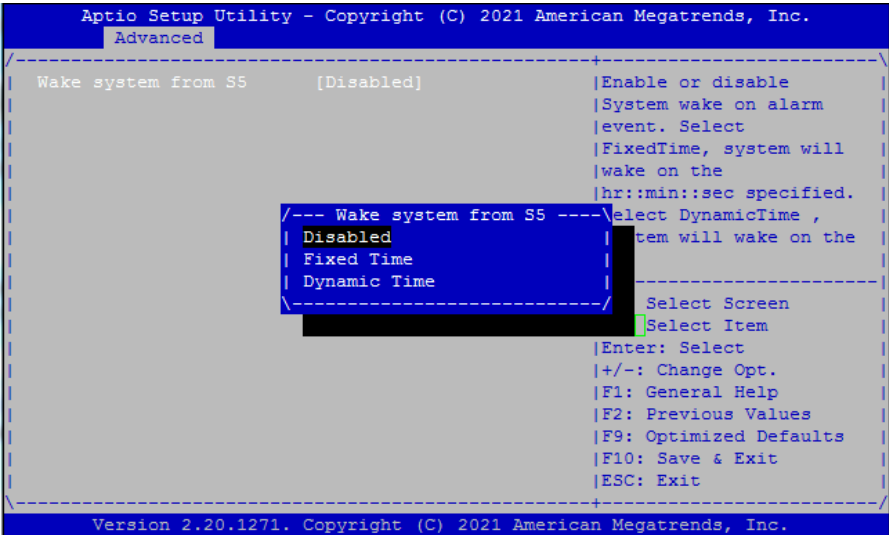 Aptio Setup Utility - Copyright (C) 2021 American Megatrends, Inc.
Advanced
Wake system from S5 [Disabled]
Enable or disable
System wake on alarm
event. Select
FixedTime, system will
wake on the
hr::min::sec specified.
elect DynamicTime ,
tem will wake on the
--- Wake system from S5 ----
Disabled
Fixed Time
Dynamic Time
Select Screen
Select Item
Enter: Select
+/-: Change Opt.
F1: General Help
F2: Previous Values
F9: Optimized Defaults
F10: Save & Exit
ESC: Exit
Version 2.20.1271. Copyright (C) 2021 American Megatrends, Inc.